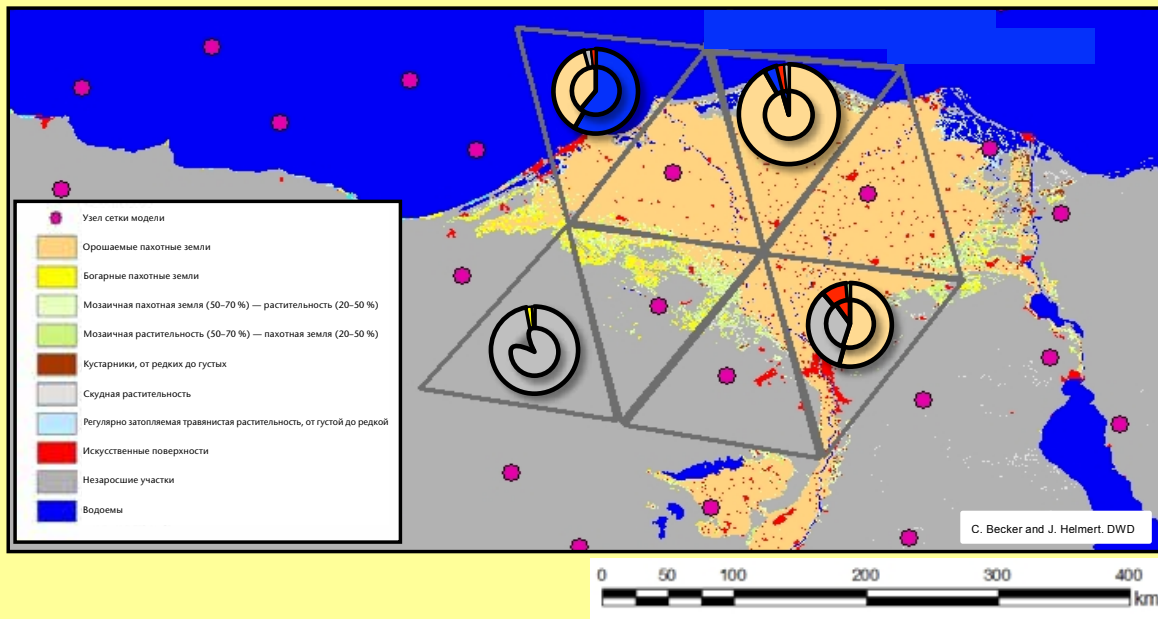 Узел сетки модели
Орошаемые пахотные земли
Богарные пахотные земли
Мозаичная пахотная земля (50–70 %) — растительность (20–50 %)
Мозаичная растительность (50–70 %) — пахотная земля (20–50 %)
Кустарники, от редких до густых
Скудная растительность
Регулярно затопляемая травянистая растительность, от густой до редкой
Искусственные поверхности
Незаросшие участки
Водоемы
C. Becker and J. Helmert. DWD
0 50 100 200 300 400
km